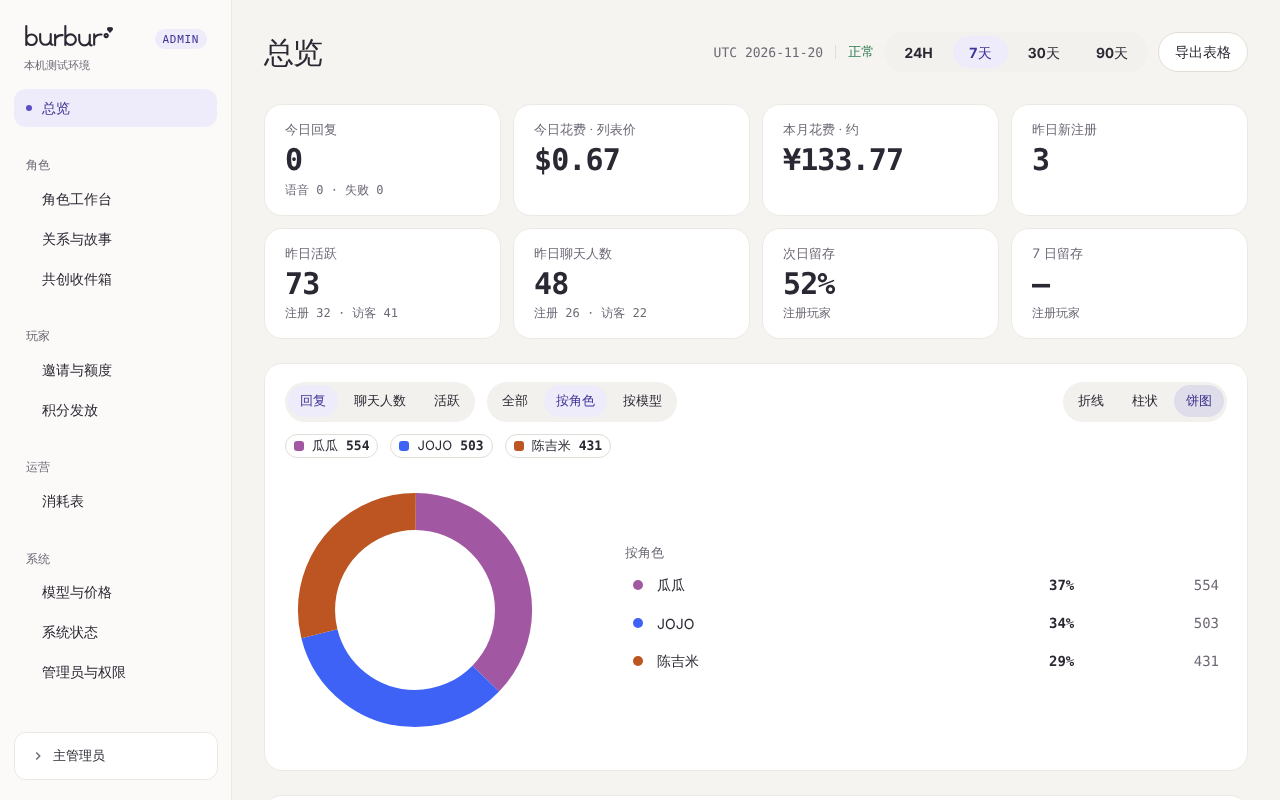 burbur
ADMIN
本机测试环境
总览
角色
角色工作台
关系与故事
共创收件箱
玩家
邀请与额度
积分发放
运营
消耗表
系统
模型与价格
系统状态
管理员与权限
主管理员
总览
UTC 2026-11-20 正常 24H 7天 30天 90天 导出表格
今日回复
0
语音 0 · 失败 0
今日花费 · 列表价
$0.67
本月花费 · 约
¥133.77
昨日新注册
3
昨日活跃
73
注册 32 · 访客 41
昨日聊天人数
48
注册 26 · 访客 22
次日留存
52%
注册玩家
7 日留存
—
注册玩家
回复 聊天人数 活跃 全部 按角色 按模型 折线 柱状 饼图
瓜瓜 554 JOJO 503 陈吉米 431
按角色
瓜瓜 37% 554
JOJO 34% 503
陈吉米 29% 431